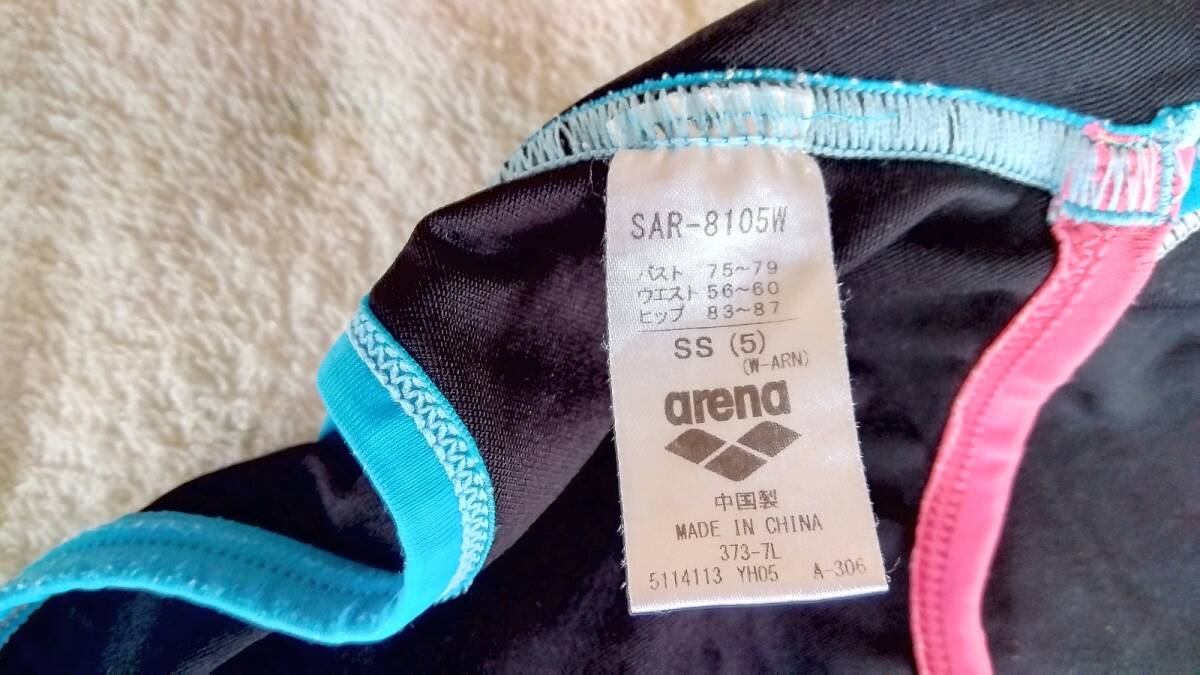 SAR-8105W
バスト 75~79
ウエスト 56~60
ヒップ 83~87
SS (5)
(W-ARN)
arena
中国製
MADE IN CHINA
373-7L
5114113 YH05 A-306